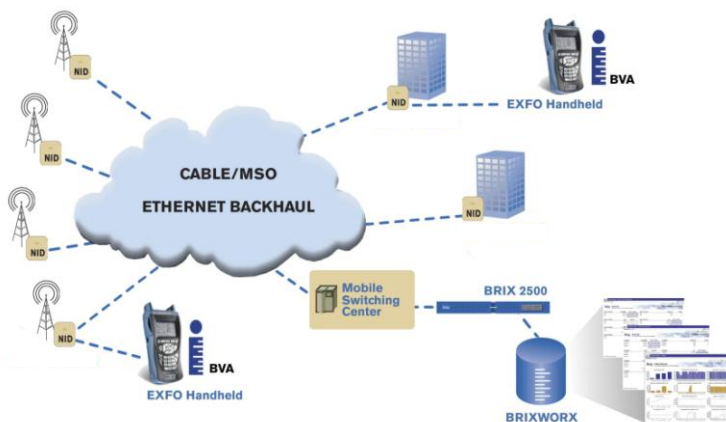 NID
NID
BVA
EXFO Handheld
NID
CABLE/MSO
ETHERNET BACKHAUL
NID
NID
Mobile
Switching
Center
BRIX 2500
NID
BVA
EXFO Handheld
BRIXWORX